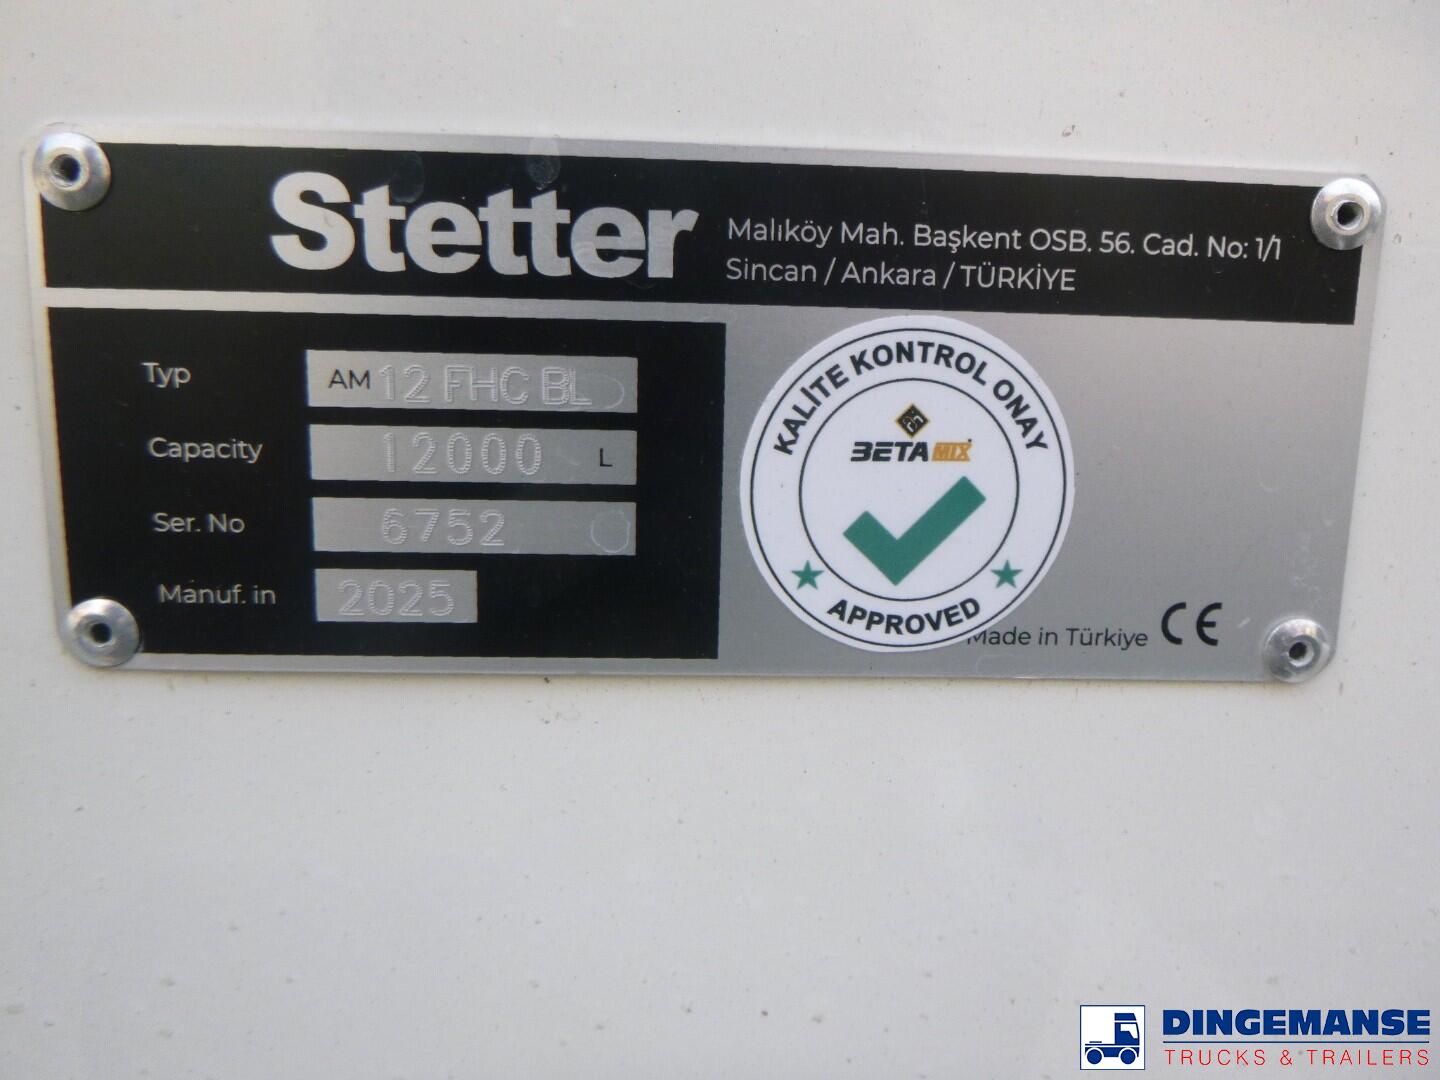 Stetter
Malıköy Mah. Başkent OSB. 56. Cad. No: 1/1
Sincan / Ankara / TÜRKİYE
Typ AM 12 FHC BL
Capacity 12000 L
Ser. No 6752
Manuf. in 2025
KALİTE KONTROL ONAY
BETA MIX
APPROVED
Made in Türkiye CE
DINGEMANSE
TRUCKS & TRAILERS